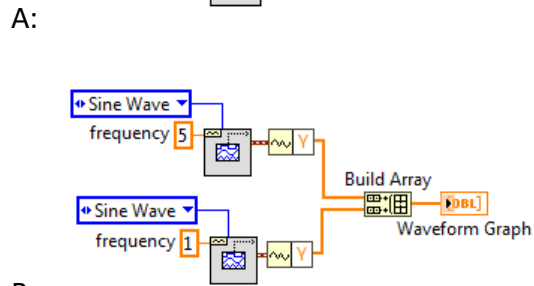 A:
Sine Wave
frequency 5
Y
Build Array
DBL]
Waveform Graph
Sine Wave
frequency 1
Y